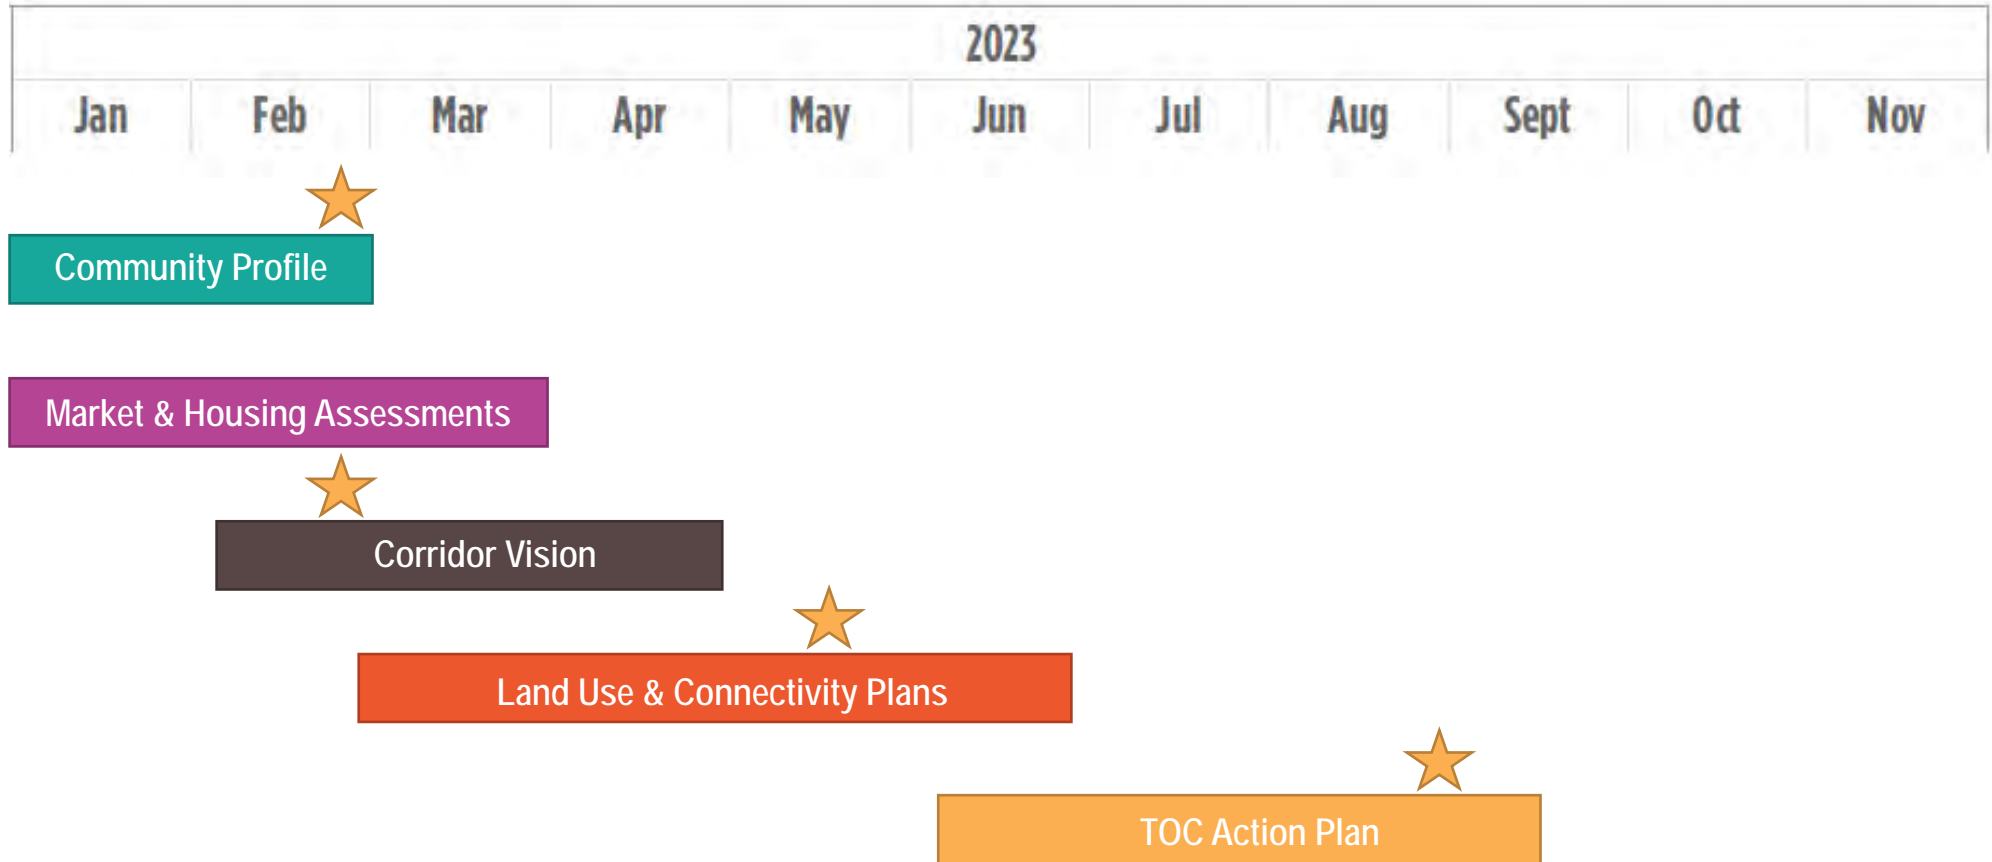 2023
Jan Feb Mar Apr May Jun Jul Aug Sept Oct Nov
Community Profile
Market & Housing Assessments
Corridor Vision
Land Use & Connectivity Plans
TOC Action Plan